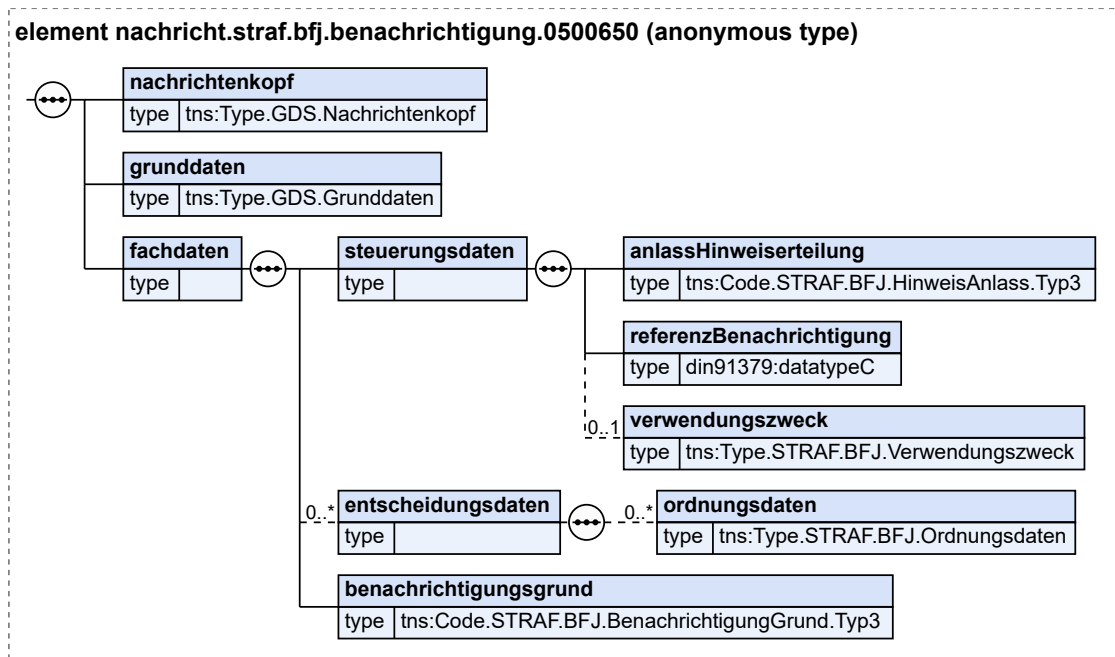 element nachricht.straf.bfj.benachrichtigung.0500650 (anonymous type)
nachrichtenkopf
type tns:Type.GDS.Nachrichtenkopf
grunddaten
type tns:Type.GDS.Grunddaten
fachdaten
type
steuerungsdaten
type
anlassHinweiserteilung
type tns:Code.STRAF.BFJ.HinweisAnlass.Typ3
referenzBenachrichtigung
type din91379:datatypeC
0..1
verwendungszweck
type tns:Type.STRAF.BFJ.Verwendungszweck
0..*
entscheidungsdaten
type
0..*
ordnungsdaten
type tns:Type.STRAF.BFJ.Ordnungsdaten
benachrichtigungsgrund
type tns:Code.STRAF.BFJ.BenachrichtigungGrund.Typ3